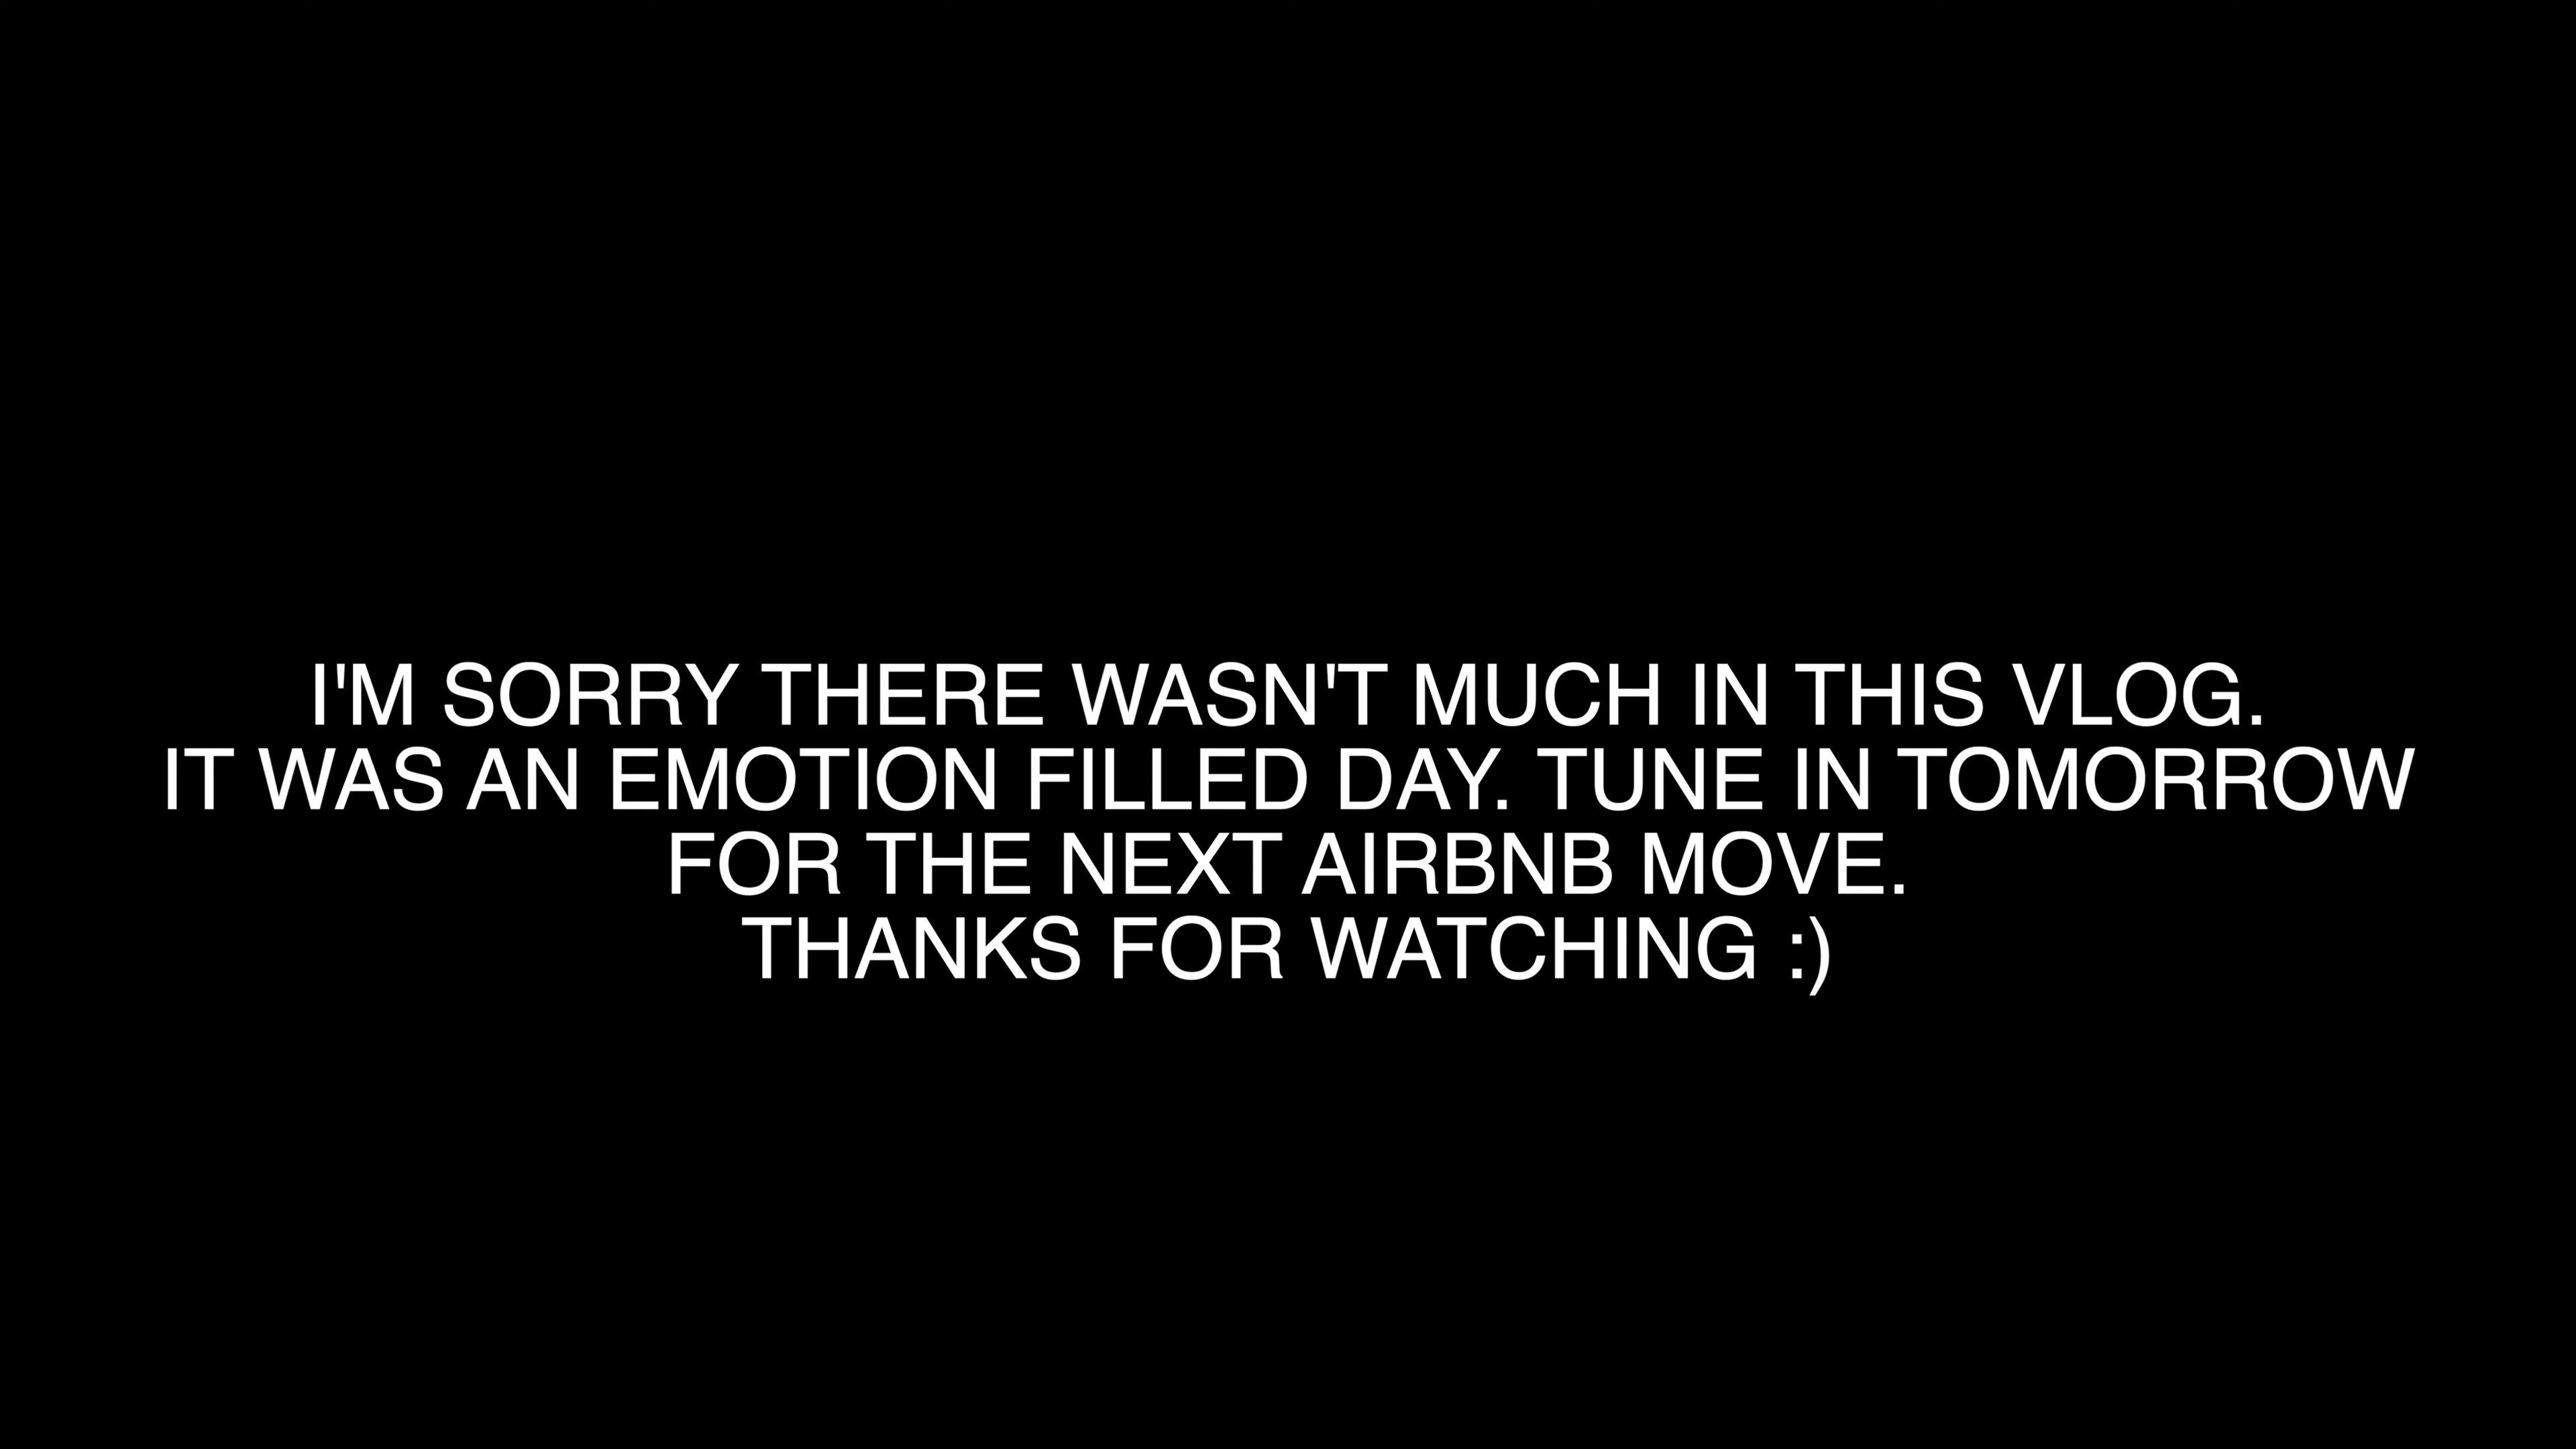 I'M SORRY THERE WASN'T MUCH IN THIS VLOG.
IT WAS AN EMOTION FILLED DAY. TUNE IN TOMORROW
FOR THE NEXT AIRBNB MOVE.
THANKS FOR WATCHING :)